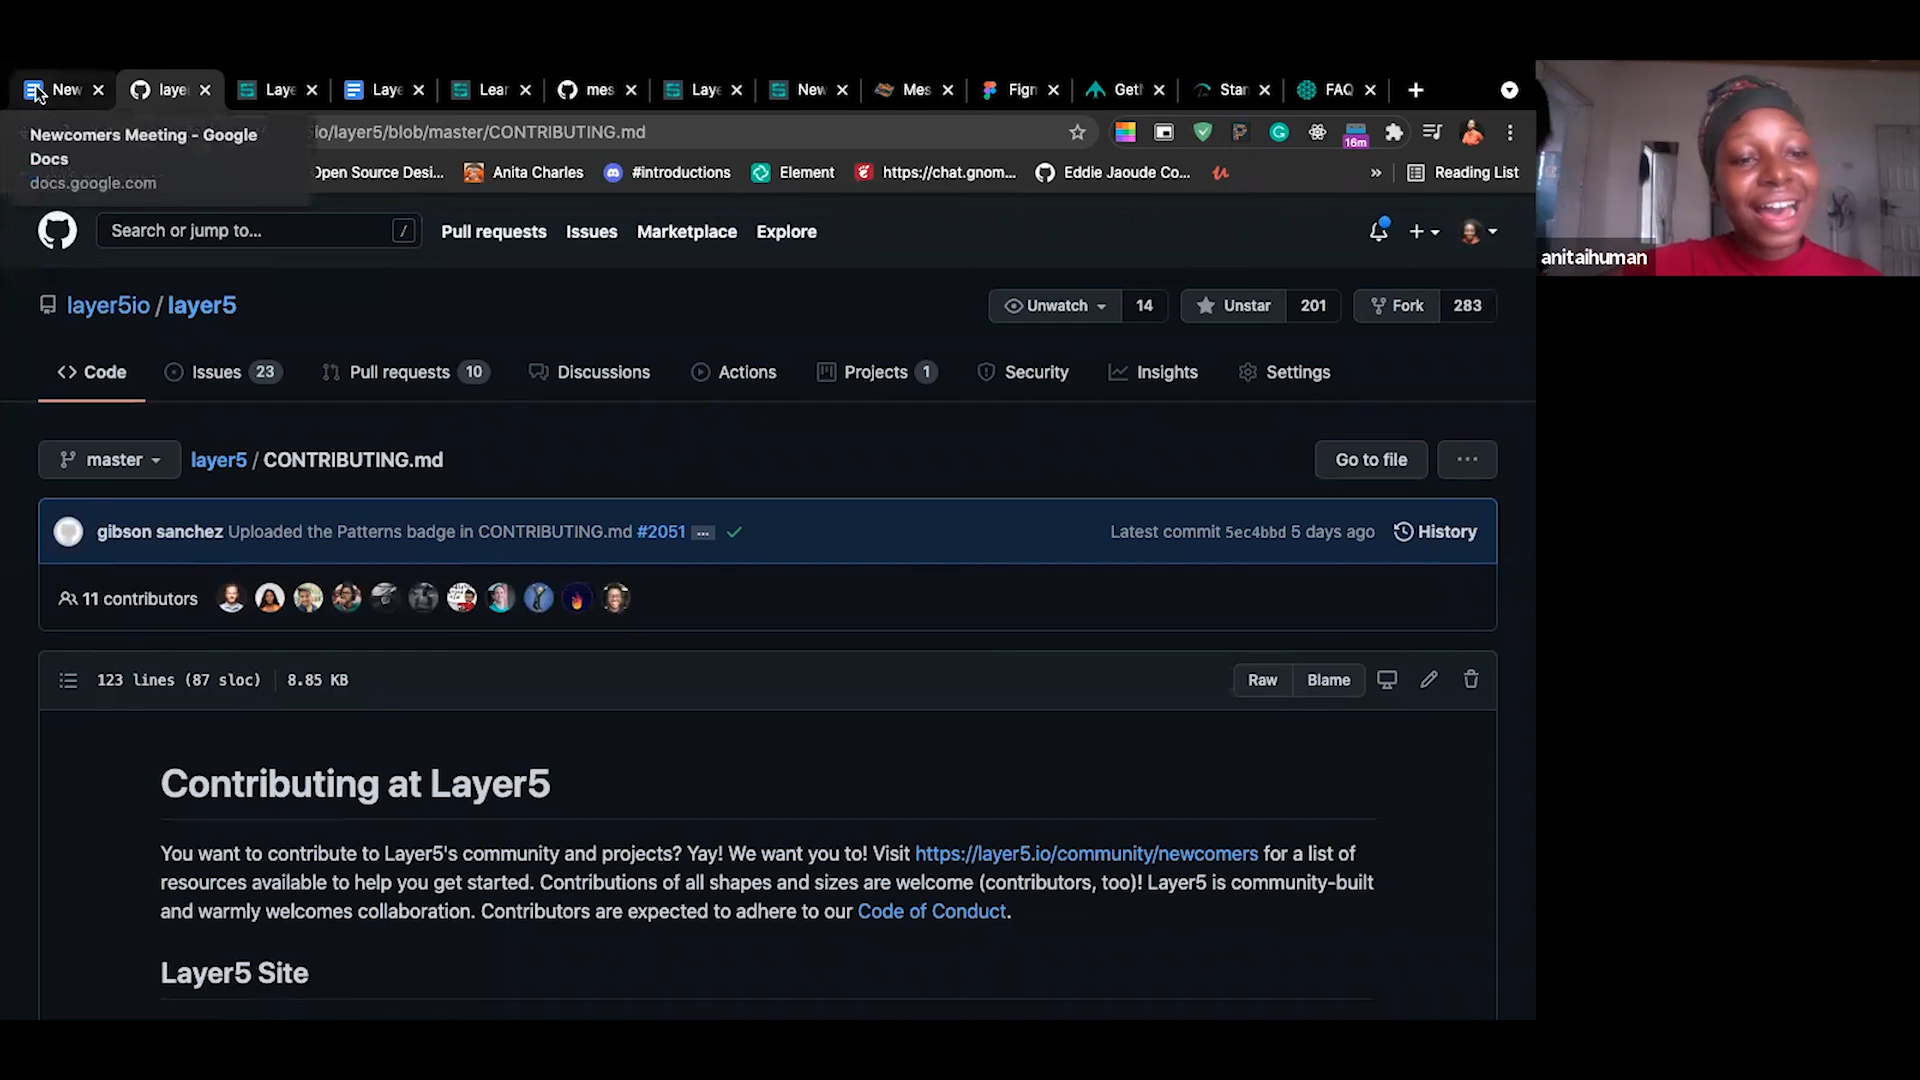 New
laye
Laye
Laye
Lear
mes
Laye
New
Mes
Figm
Getl
Star
FAQ
Newcomers Meeting - Google
Docs
docs.google.com
io/layer5/blob/master/CONTRIBUTING.md
16m
Open Source Desi...
Anita Charles
#introductions
Element
https://chat.gnom...
Eddie Jaoude Co...
»
Reading List
anitaihuman
Search or jump to...
/
Pull requests
Issues
Marketplace
Explore
layer5io / layer5
Unwatch
14
Unstar
201
Fork
283
Code
Issues 23
Pull requests 10
Discussions
Actions
Projects 1
Security
Insights
Settings
master
layer5 / CONTRIBUTING.md
Go to file
...
gibson sanchez Uploaded the Patterns badge in CONTRIBUTING.md #2051 ...
Latest commit 5ec4bbd 5 days ago
History
11 contributors
123 lines (87 sloc)
8.85 KB
Raw
Blame
Contributing at Layer5
You want to contribute to Layer5's community and projects? Yay! We want you to! Visit https://layer5.io/community/newcomers for a list of
resources available to help you get started. Contributions of all shapes and sizes are welcome (contributors, too)! Layer5 is community-built
and warmly welcomes collaboration. Contributors are expected to adhere to our Code of Conduct.
Layer5 Site